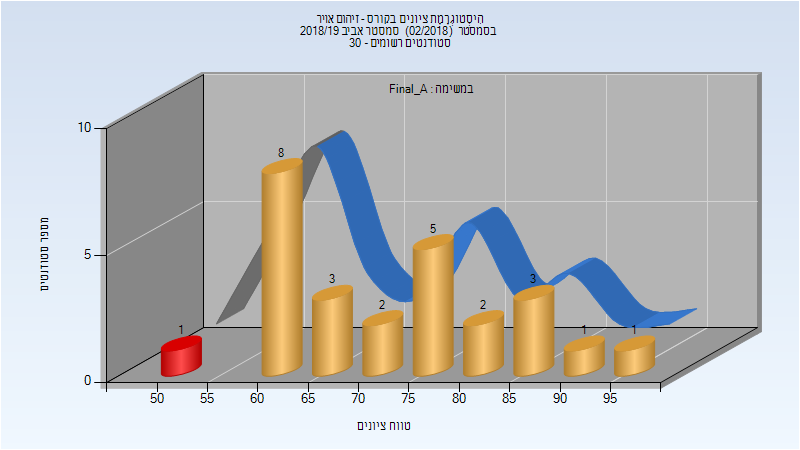 היסטוגרמת ציונים בקורס - זיהום אויר
בסמסטר (02/2018) סמסטר אביב 2018/19
סטודנטים רשומים - 30
במשימה : Final_A
מספר סטודנטים
10
5
0
1
8
3
2
5
2
3
1
1
50 55 60 65 70 75 80 85 90 95
טווח ציונים